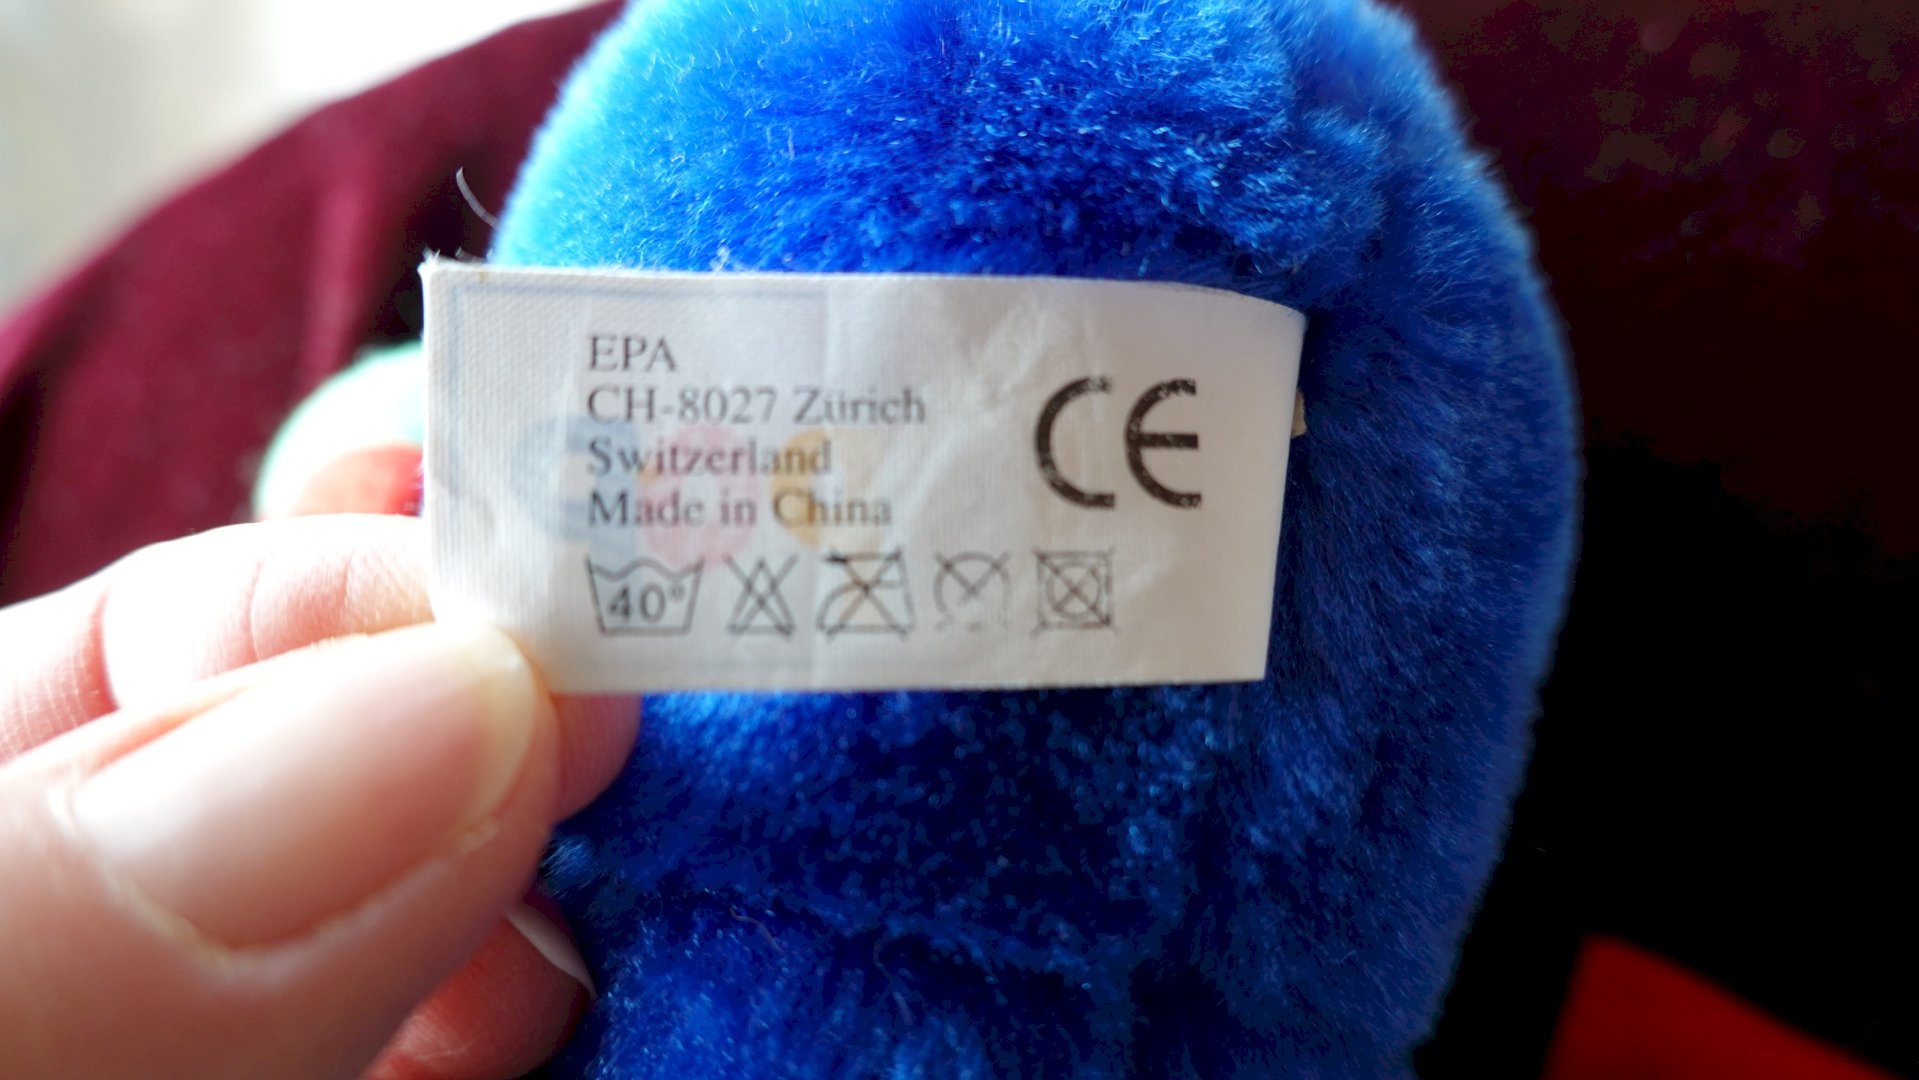 EPA
CH-8027 Zürich
Switzerland
Made in China
CE
40°